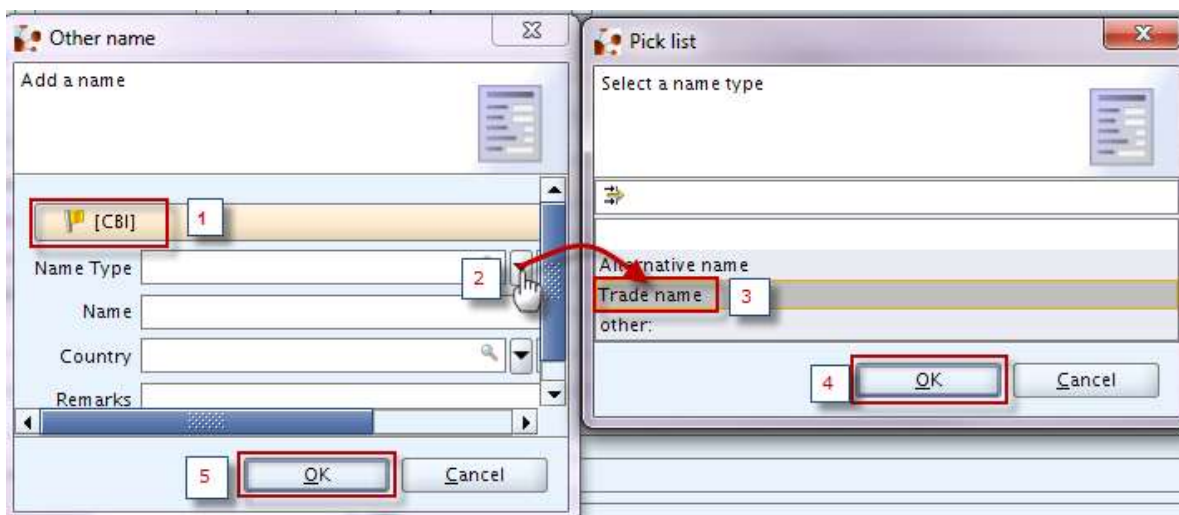 Other name
Add a name
[CBI]
1
Name Type
2
Name
Country
Remarks
5
OK
Cancel
Pick list
Select a name type
Alternative name
Trade name
3
other:
4
OK
Cancel